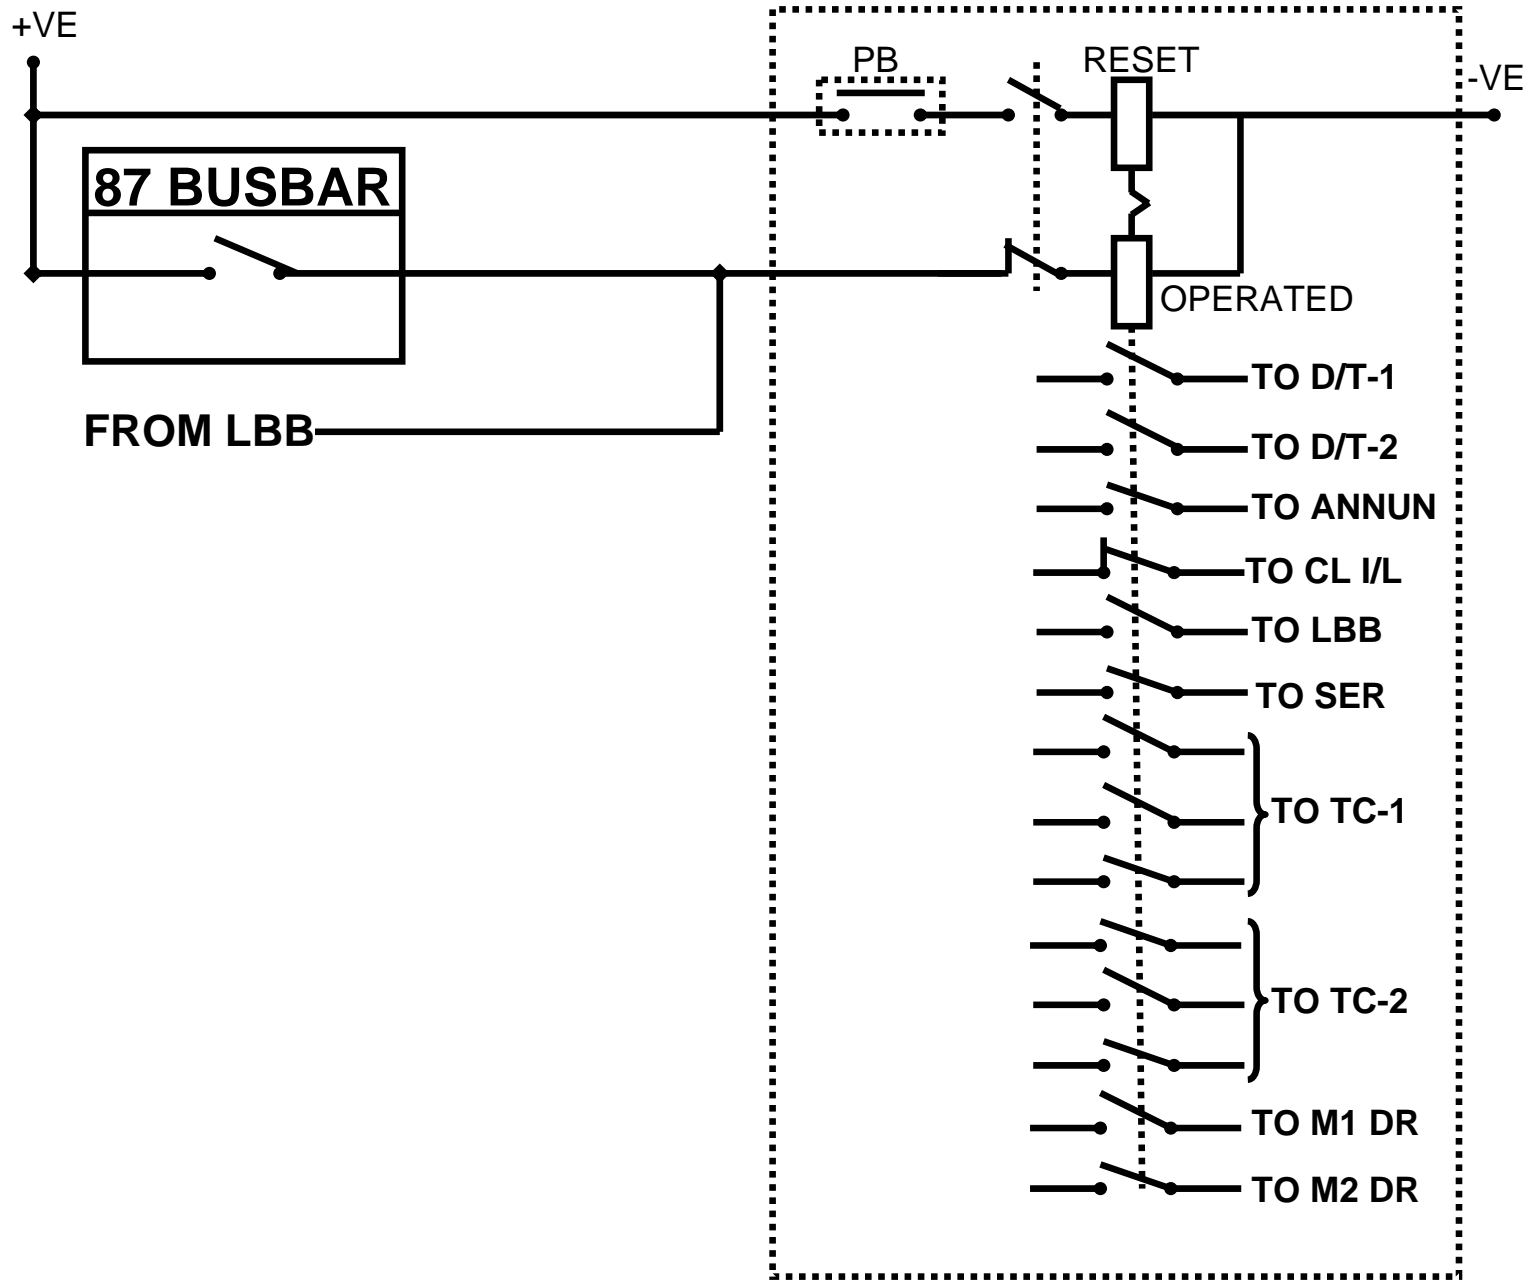 +VE
PB
RESET
-VE
87 BUSBAR
OPERATED
TO D/T-1
FROM LBB
TO D/T-2
TO ANNUN
TO CL I/L
TO LBB
TO SER
TO TC-1
TO TC-2
TO M1 DR
TO M2 DR